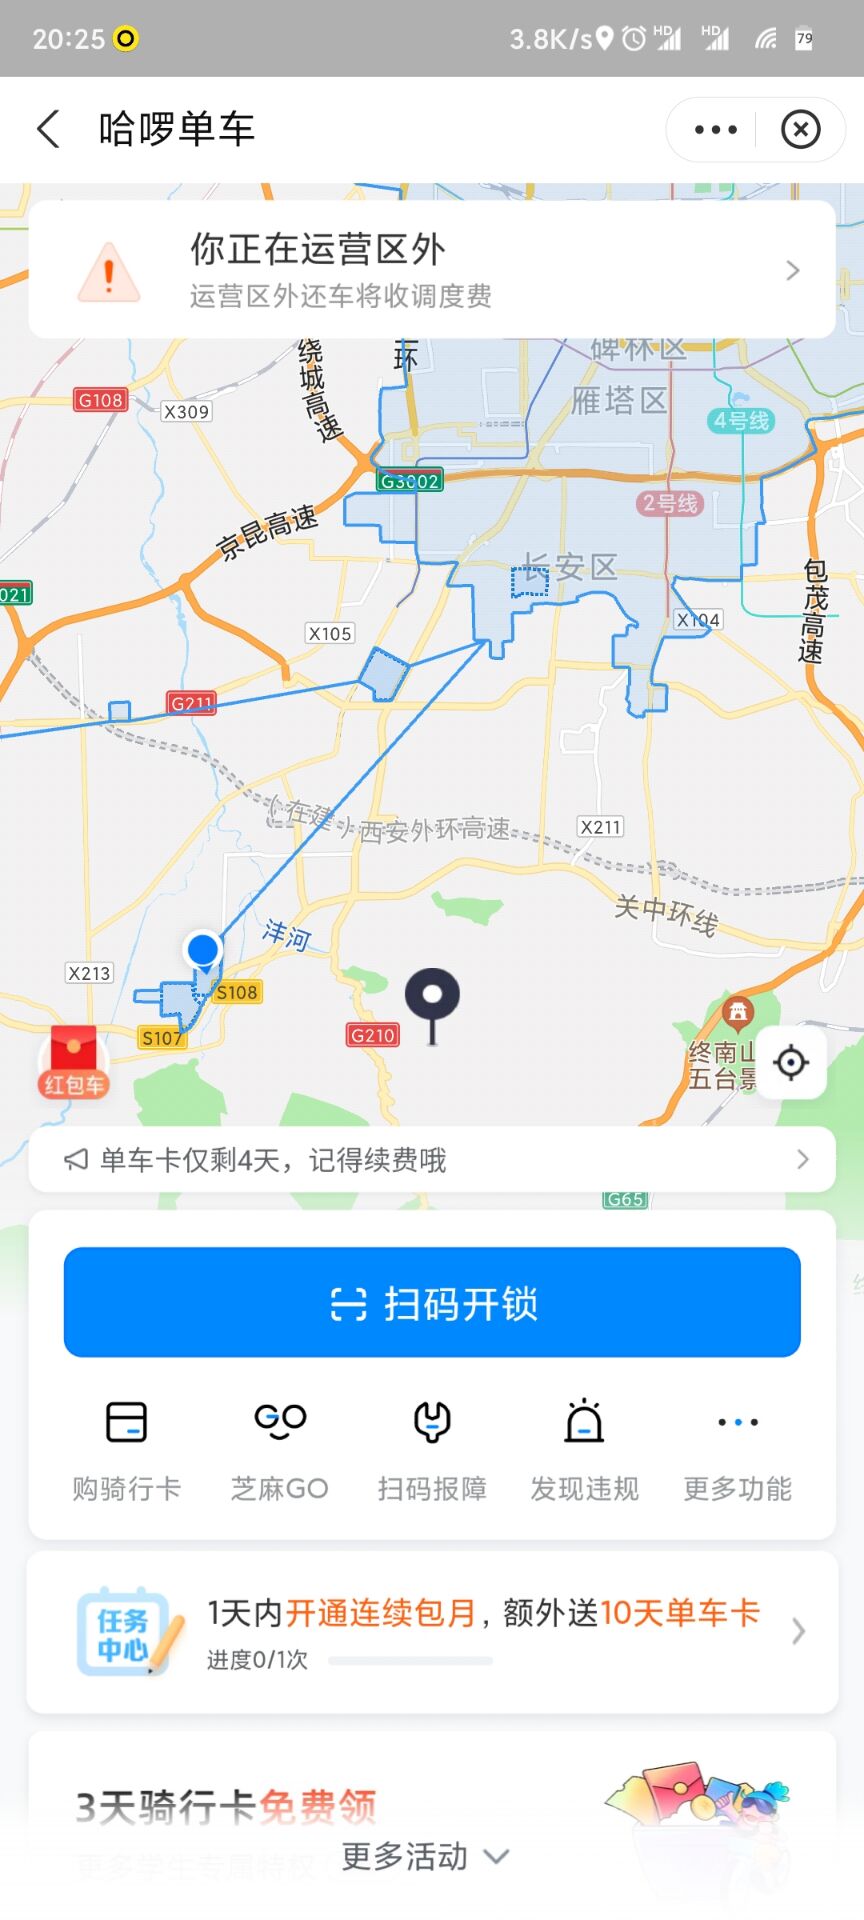 20:25
3.8K/s
HD
HD
79
哈啰单车
你正在运营区外
运营区外还车将收调度费
绕城高速
环
碑林区
雁塔区
G108
X309
4号线
G3002
2号线
京昆高速
长安区
包茂高速
021
X105
X104
G211
（在建）西安外环高速
X211
关中环线
沣河
X213
S108
S107
G210
终南山
五台景
红包车
单车卡仅剩4天，记得续费哦
G65
扫码开锁
购骑行卡
芝麻GO
扫码报障
发现违规
更多功能
任务中心
1天内开通连续包月，额外送10天单车卡
进度0/1次
3天骑行卡免费领
更多学生专属特权
更多活动